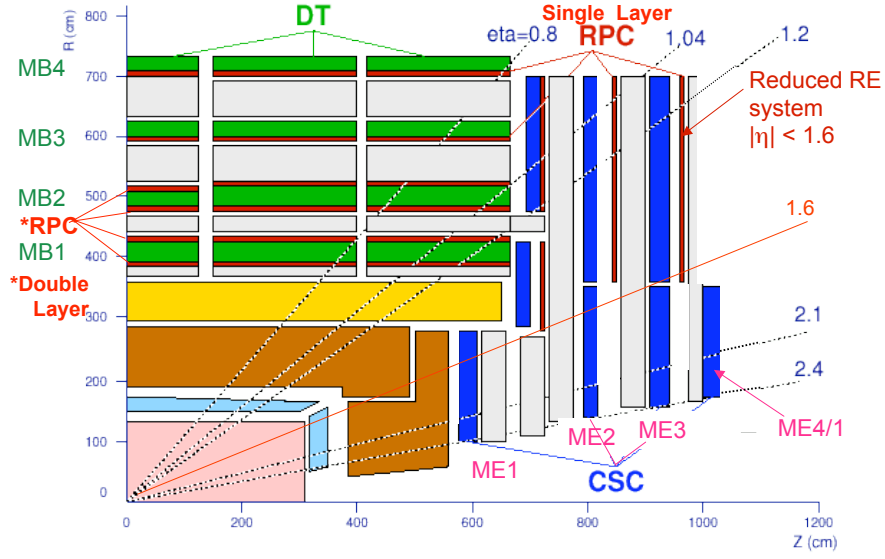 DT
Single Layer
RPC
eta=0.8
1.04
1.2
R (cm)
800
700
600
500
400
300
200
100
0
MB4
MB3
MB2
*RPC
MB1
*Double
Layer
Reduced RE
system
|η| < 1.6
1.6
2.1
2.4
ME1
ME2
ME3
ME4/1
CSC
0
200
400
600
800
1000
1200
Z (cm)